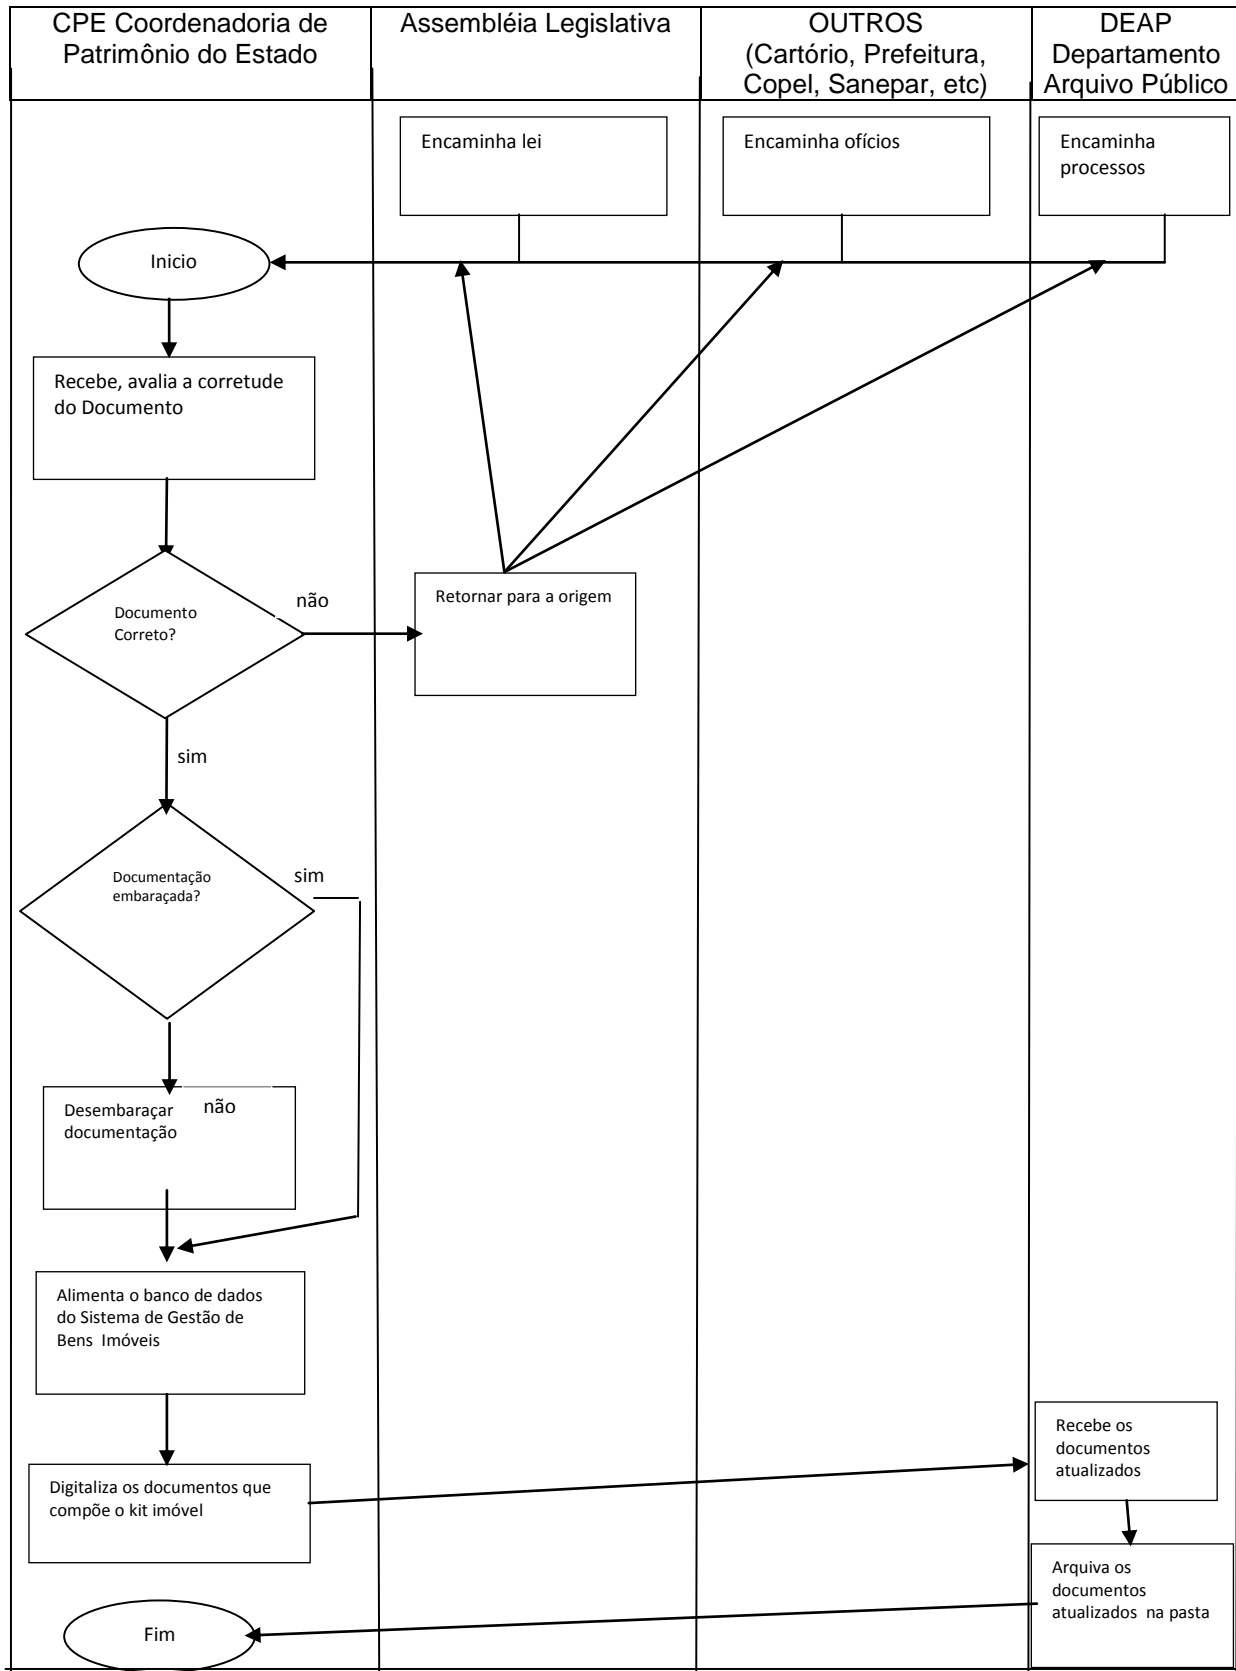 CPE Coordenadoria de
Patrimônio do Estado
Assembléia Legislativa
OUTROS
(Cartório, Prefeitura,
Copel, Sanepar, etc)
DEAP
Departamento
Arquivo Público
Encaminha lei
Encaminha ofícios
Encaminha
processos
Inicio
Recebe, avalia a corretude
do Documento
Documento
Correto?
não
Retornar para a origem
sim
Documentação
embaraçada?
sim
Desembaraçar
documentação
não
Alimenta o banco de dados
do Sistema de Gestão de
Bens Imóveis
Digitaliza os documentos que
compõe o kit imóvel
Recebe os
documentos
atualizados
Arquiva os
documentos
atualizados na pasta
Fim